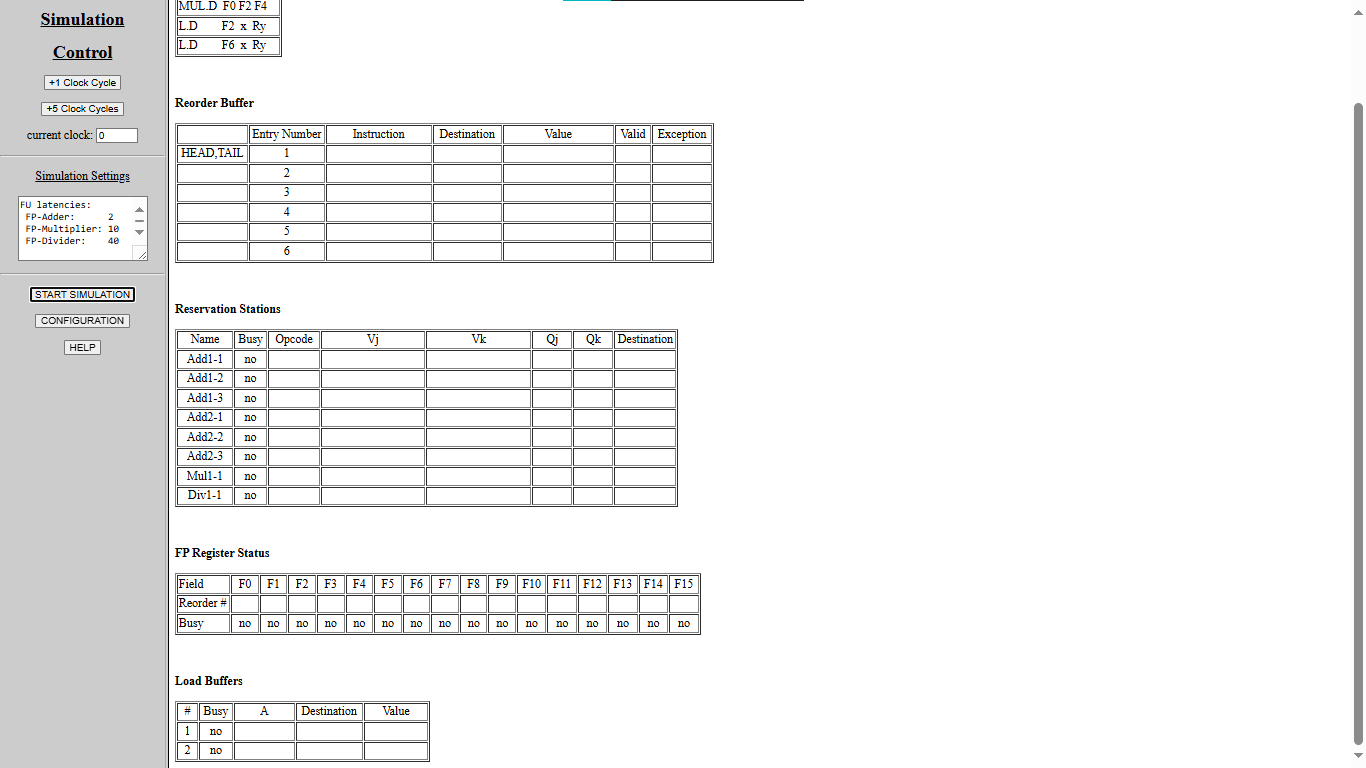 Simulation
Control
+1 Clock Cycle
+5 Clock Cycles
current clock: 0
Simulation Settings
FU latencies:
FP-Adder: 2
FP-Multiplier: 10
FP-Divider: 40
START SIMULATION
CONFIGURATION
HELP
MUL.D F0 F2 F4
L.D F2 x Ry
L.D F6 x Ry
Reorder Buffer
Entry Number Instruction Destination Value Valid Exception
HEAD,TAIL 1
2
3
4
5
6
Reservation Stations
Name Busy Opcode Vj Vk Qj Qk Destination
Add1-1 no
Add1-2 no
Add1-3 no
Add2-1 no
Add2-2 no
Add2-3 no
Mul1-1 no
Div1-1 no
FP Register Status
Field F0 F1 F2 F3 F4 F5 F6 F7 F8 F9 F10 F11 F12 F13 F14 F15
Reorder #
Busy no no no no no no no no no no no no no no no no
Load Buffers
# Busy A Destination Value
1 no
2 no